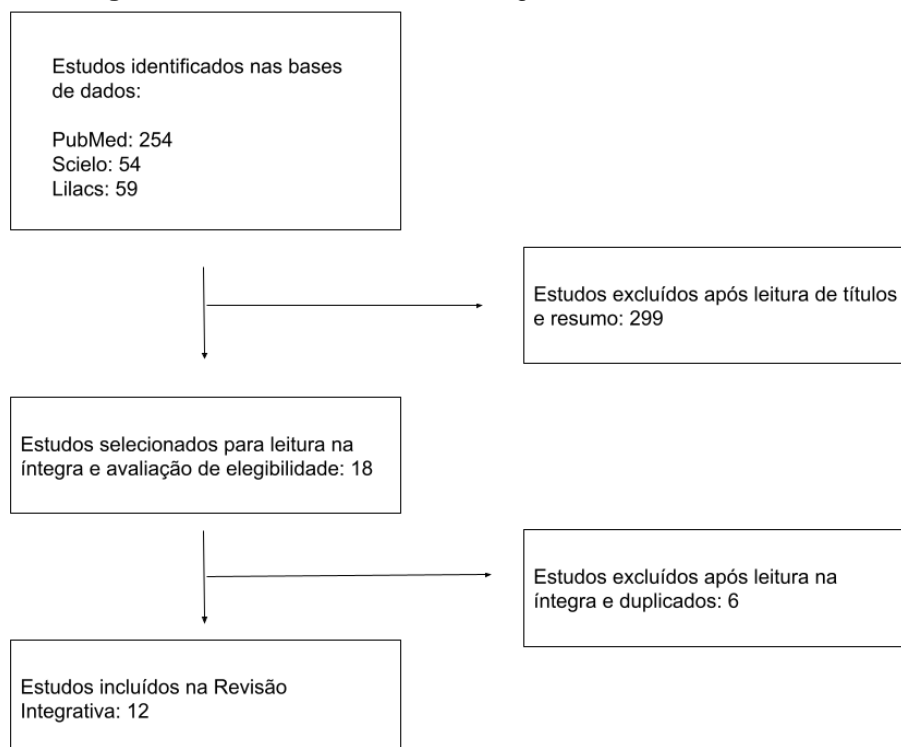 Estudos identificados nas bases
de dados:
PubMed: 254
Scielo: 54
Lilacs: 59
Estudos excluídos após leitura de títulos
e resumo: 299
Estudos selecionados para leitura na
íntegra e avaliação de elegibilidade: 18
Estudos excluídos após leitura na
íntegra e duplicados: 6
Estudos incluídos na Revisão
Integrativa: 12